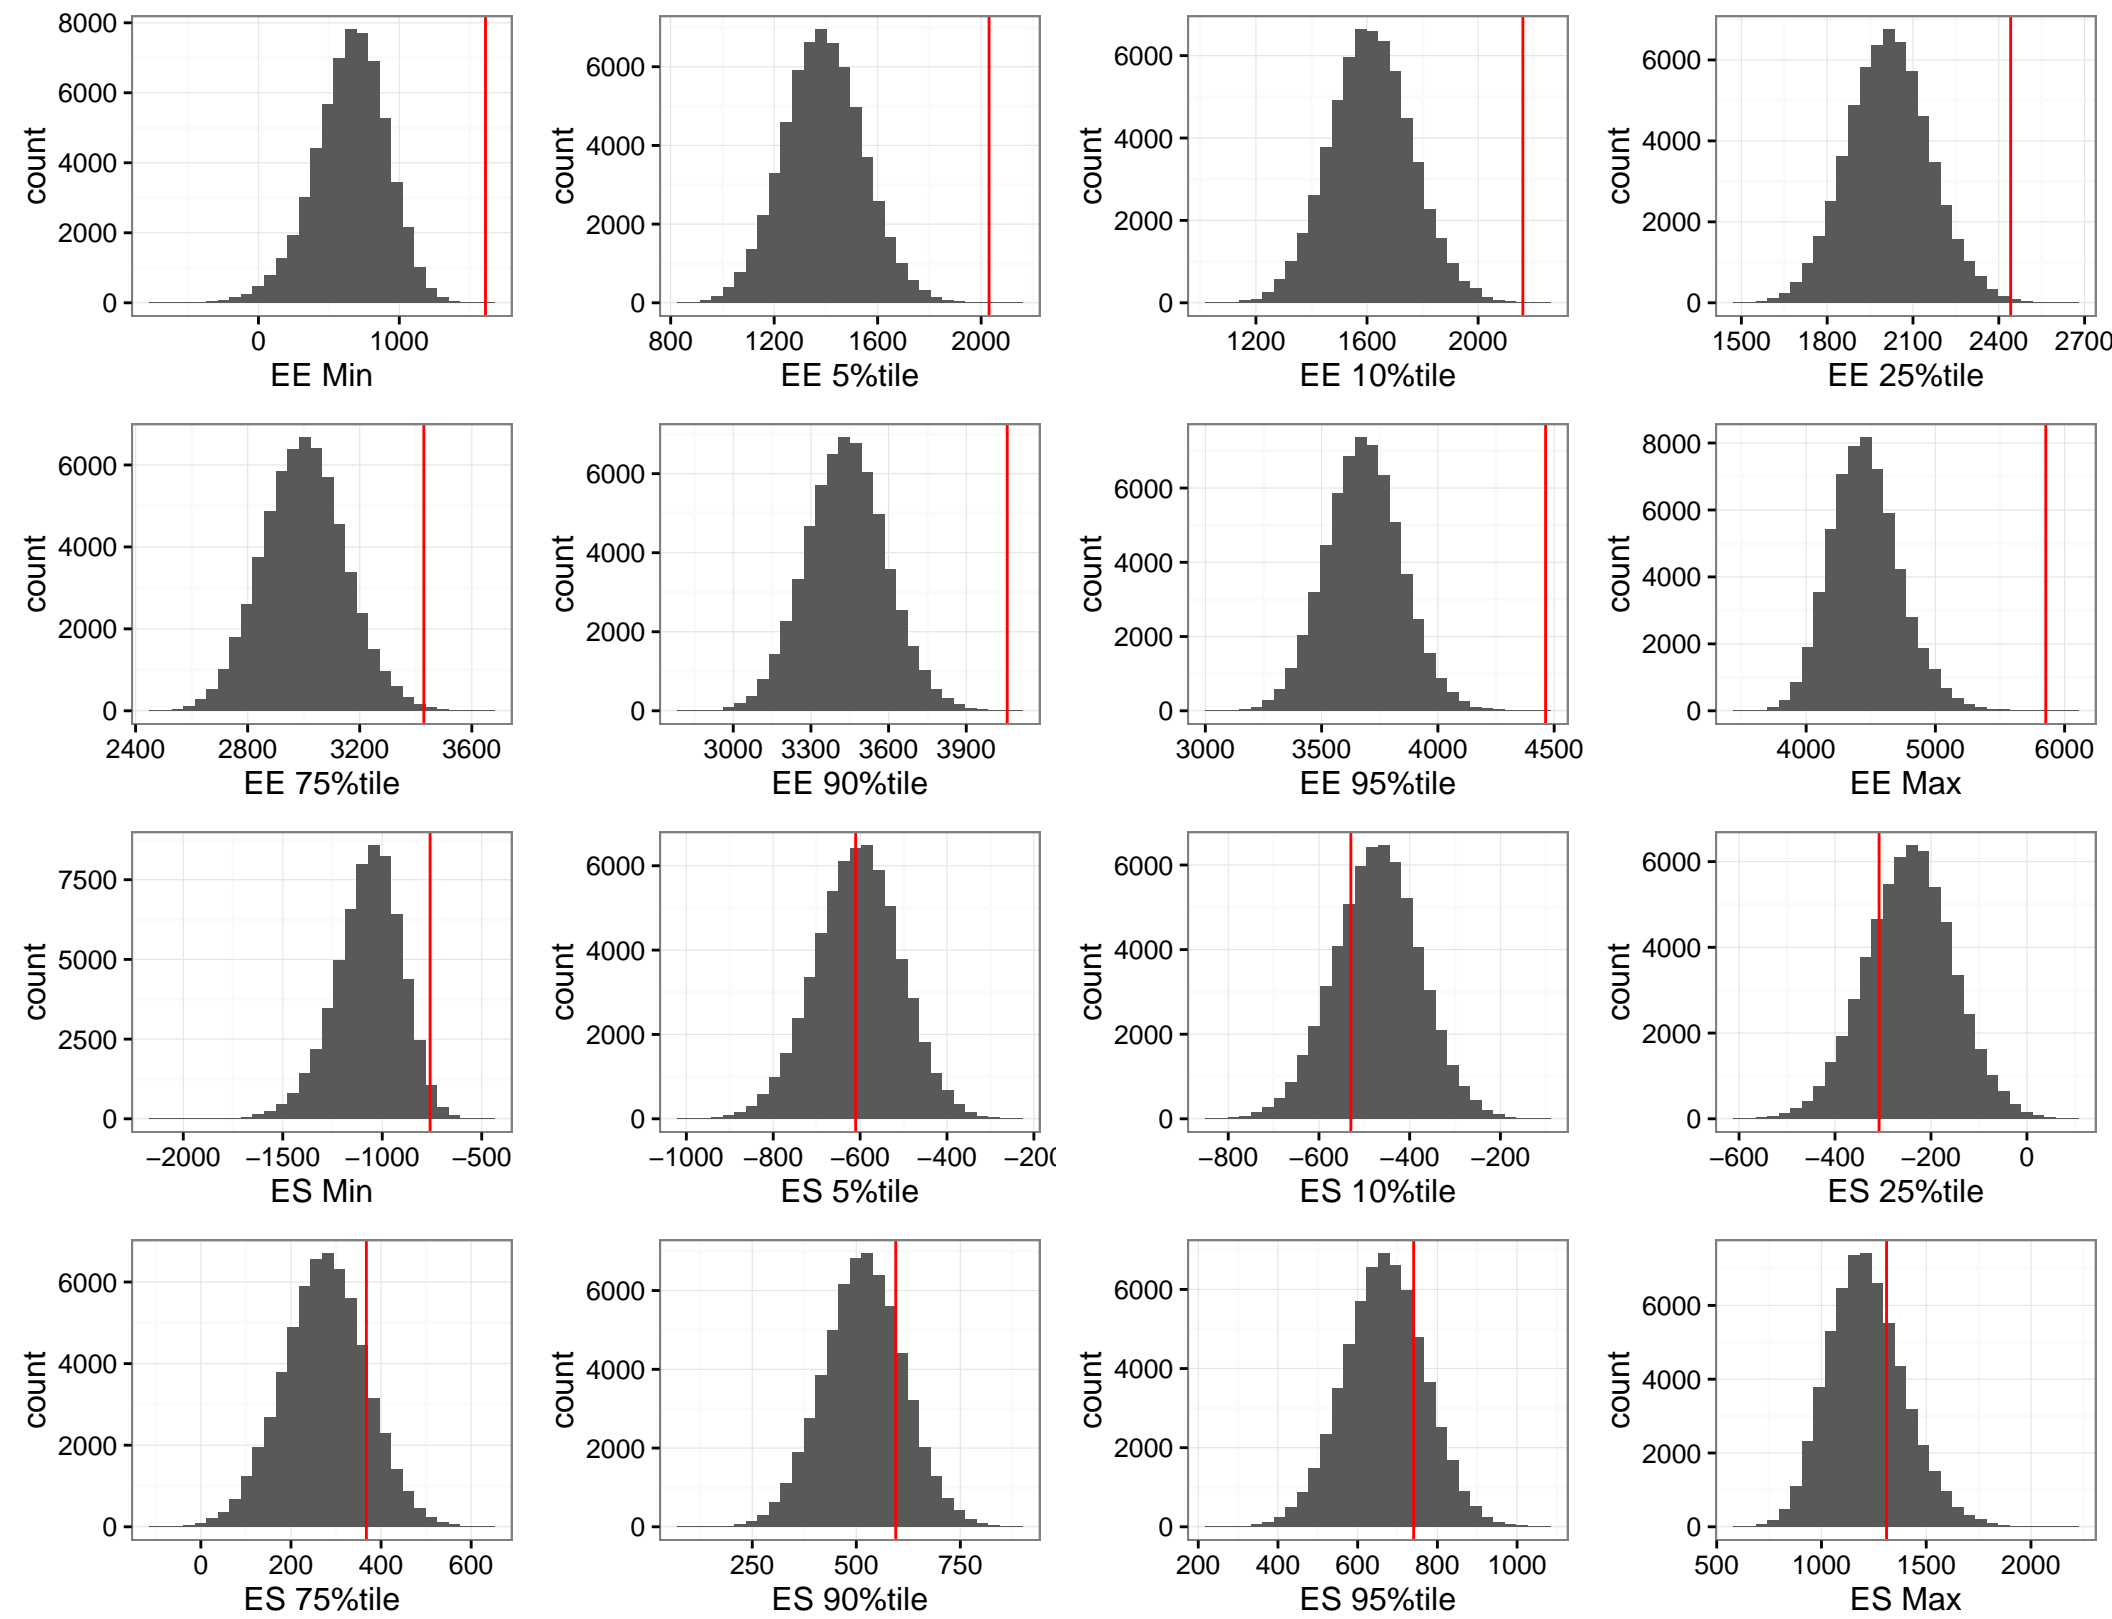 8000
6000
4000
2000
0
count
0 1000
EE Min
6000
4000
2000
0
count
800 1200 1600 2000
EE 5%tile
6000
4000
2000
0
count
1200 1600 2000
EE 10%tile
6000
4000
2000
0
count
1500 1800 2100 2400 2700
EE 25%tile
6000
4000
2000
0
count
2400 2800 3200 3600
EE 75%tile
6000
4000
2000
0
count
3000 3300 3600 3900
EE 90%tile
6000
4000
2000
0
count
3000 3500 4000 4500
EE 95%tile
8000
6000
4000
2000
0
count
4000 5000 6000
EE Max
7500
5000
2500
0
count
−2000 −1500 −1000 −500
ES Min
6000
4000
2000
0
count
−1000 −800 −600 −400 −200
ES 5%tile
6000
4000
2000
0
count
−800 −600 −400 −200
ES 10%tile
6000
4000
2000
0
count
−600 −400 −200 0
ES 25%tile
6000
4000
2000
0
count
0 200 400 600
ES 75%tile
6000
4000
2000
0
count
250 500 750
ES 90%tile
6000
4000
2000
0
count
200 400 600 800 1000
ES 95%tile
6000
4000
2000
0
count
500 1000 1500 2000
ES Max